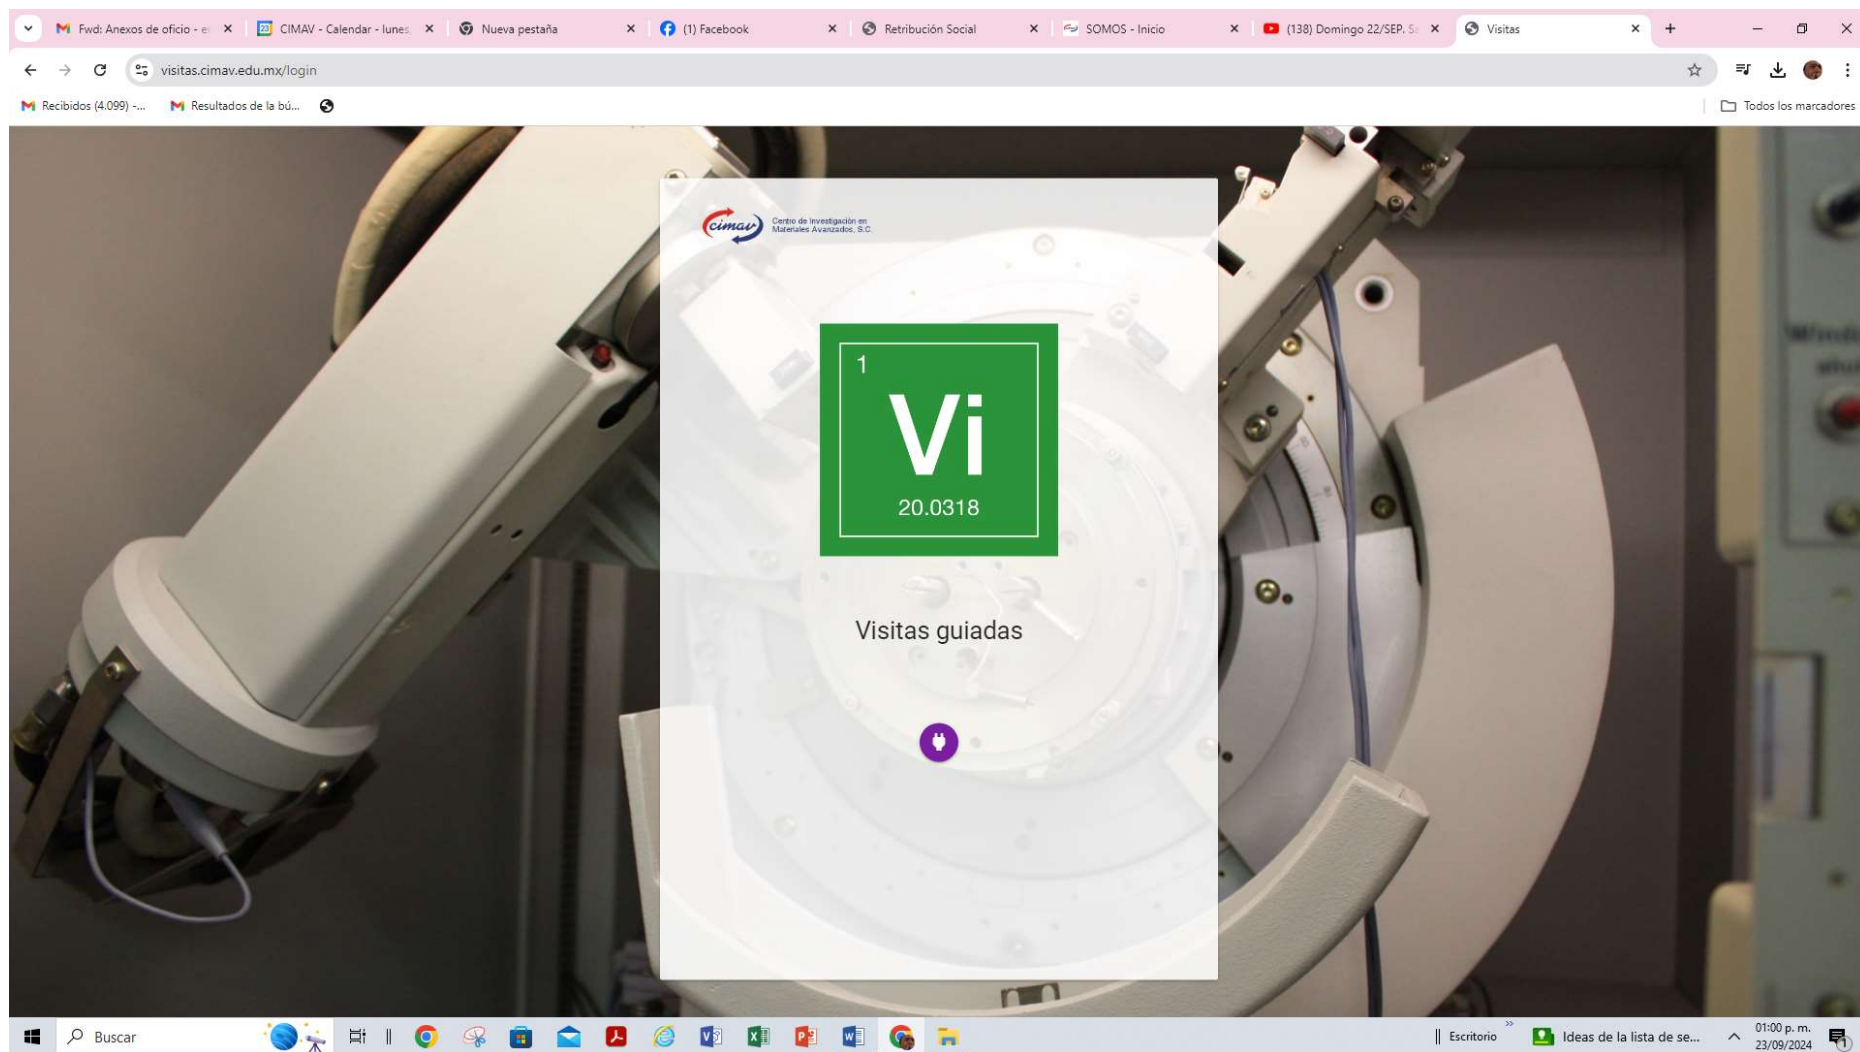 Fwd: Anexos de oficio - e
CIMAV - Calendar - lunes,
Nueva pestaña
(1) Facebook
Retribución Social
SOMOS - Inicio
(138) Domingo 22/SEP. S
Visitas
visitas.cimav.edu.mx/login
Recibidos (4.099) -...
Resultados de la bú...
Todos los marcadores
cimav
Centro de Investigación en
Materiales Avanzados, S.C.
1
Vi
20.0318
Visitas guiadas
Buscar
Escritorio
Ideas de la lista de se...
01:00 p. m.
23/09/2024